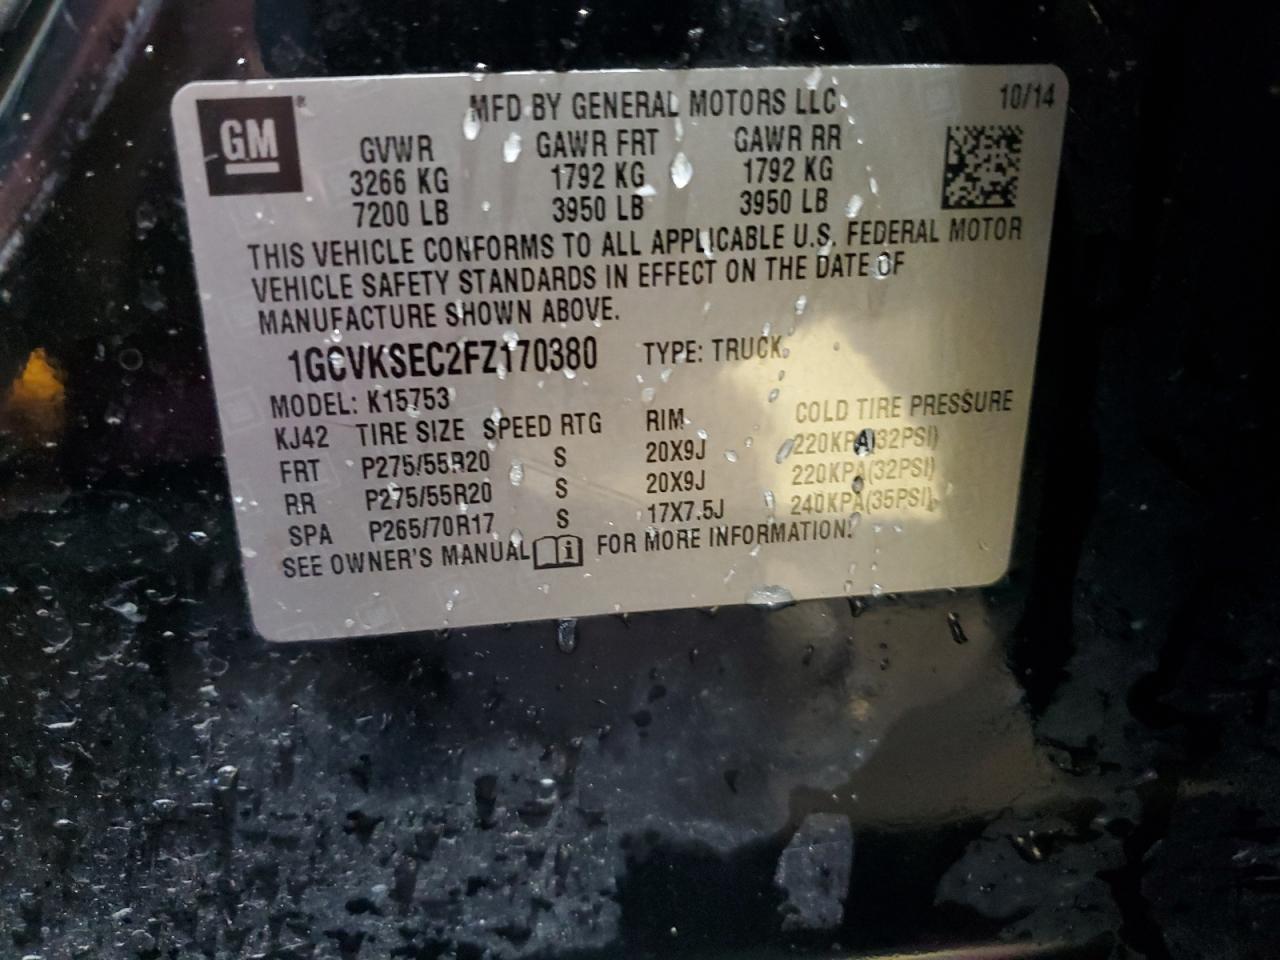 GM ® MFD BY GENERAL MOTORS LLC 10/14
GVWR GAWR FRT GAWR RR
3266 KG 1792 KG 1792 KG
7200 LB 3950 LB 3950 LB
THIS VEHICLE CONFORMS TO ALL APPLICABLE U.S. FEDERAL MOTOR
VEHICLE SAFETY STANDARDS IN EFFECT ON THE DATE OF
MANUFACTURE SHOWN ABOVE.
1GCVKSEC2FZ170380 TYPE: TRUCK
MODEL: K15753
KJ42 TIRE SIZE SPEED RTG RIM COLD TIRE PRESSURE
FRT P275/55R20 S 20X9J 220KPA(32PSI)
RR P275/55R20 S 20X9J 220KPA(32PSI)
SPA P265/70R17 S 17X7.5J 240KPA(35PSI)
SEE OWNER'S MANUAL i FOR MORE INFORMATION.